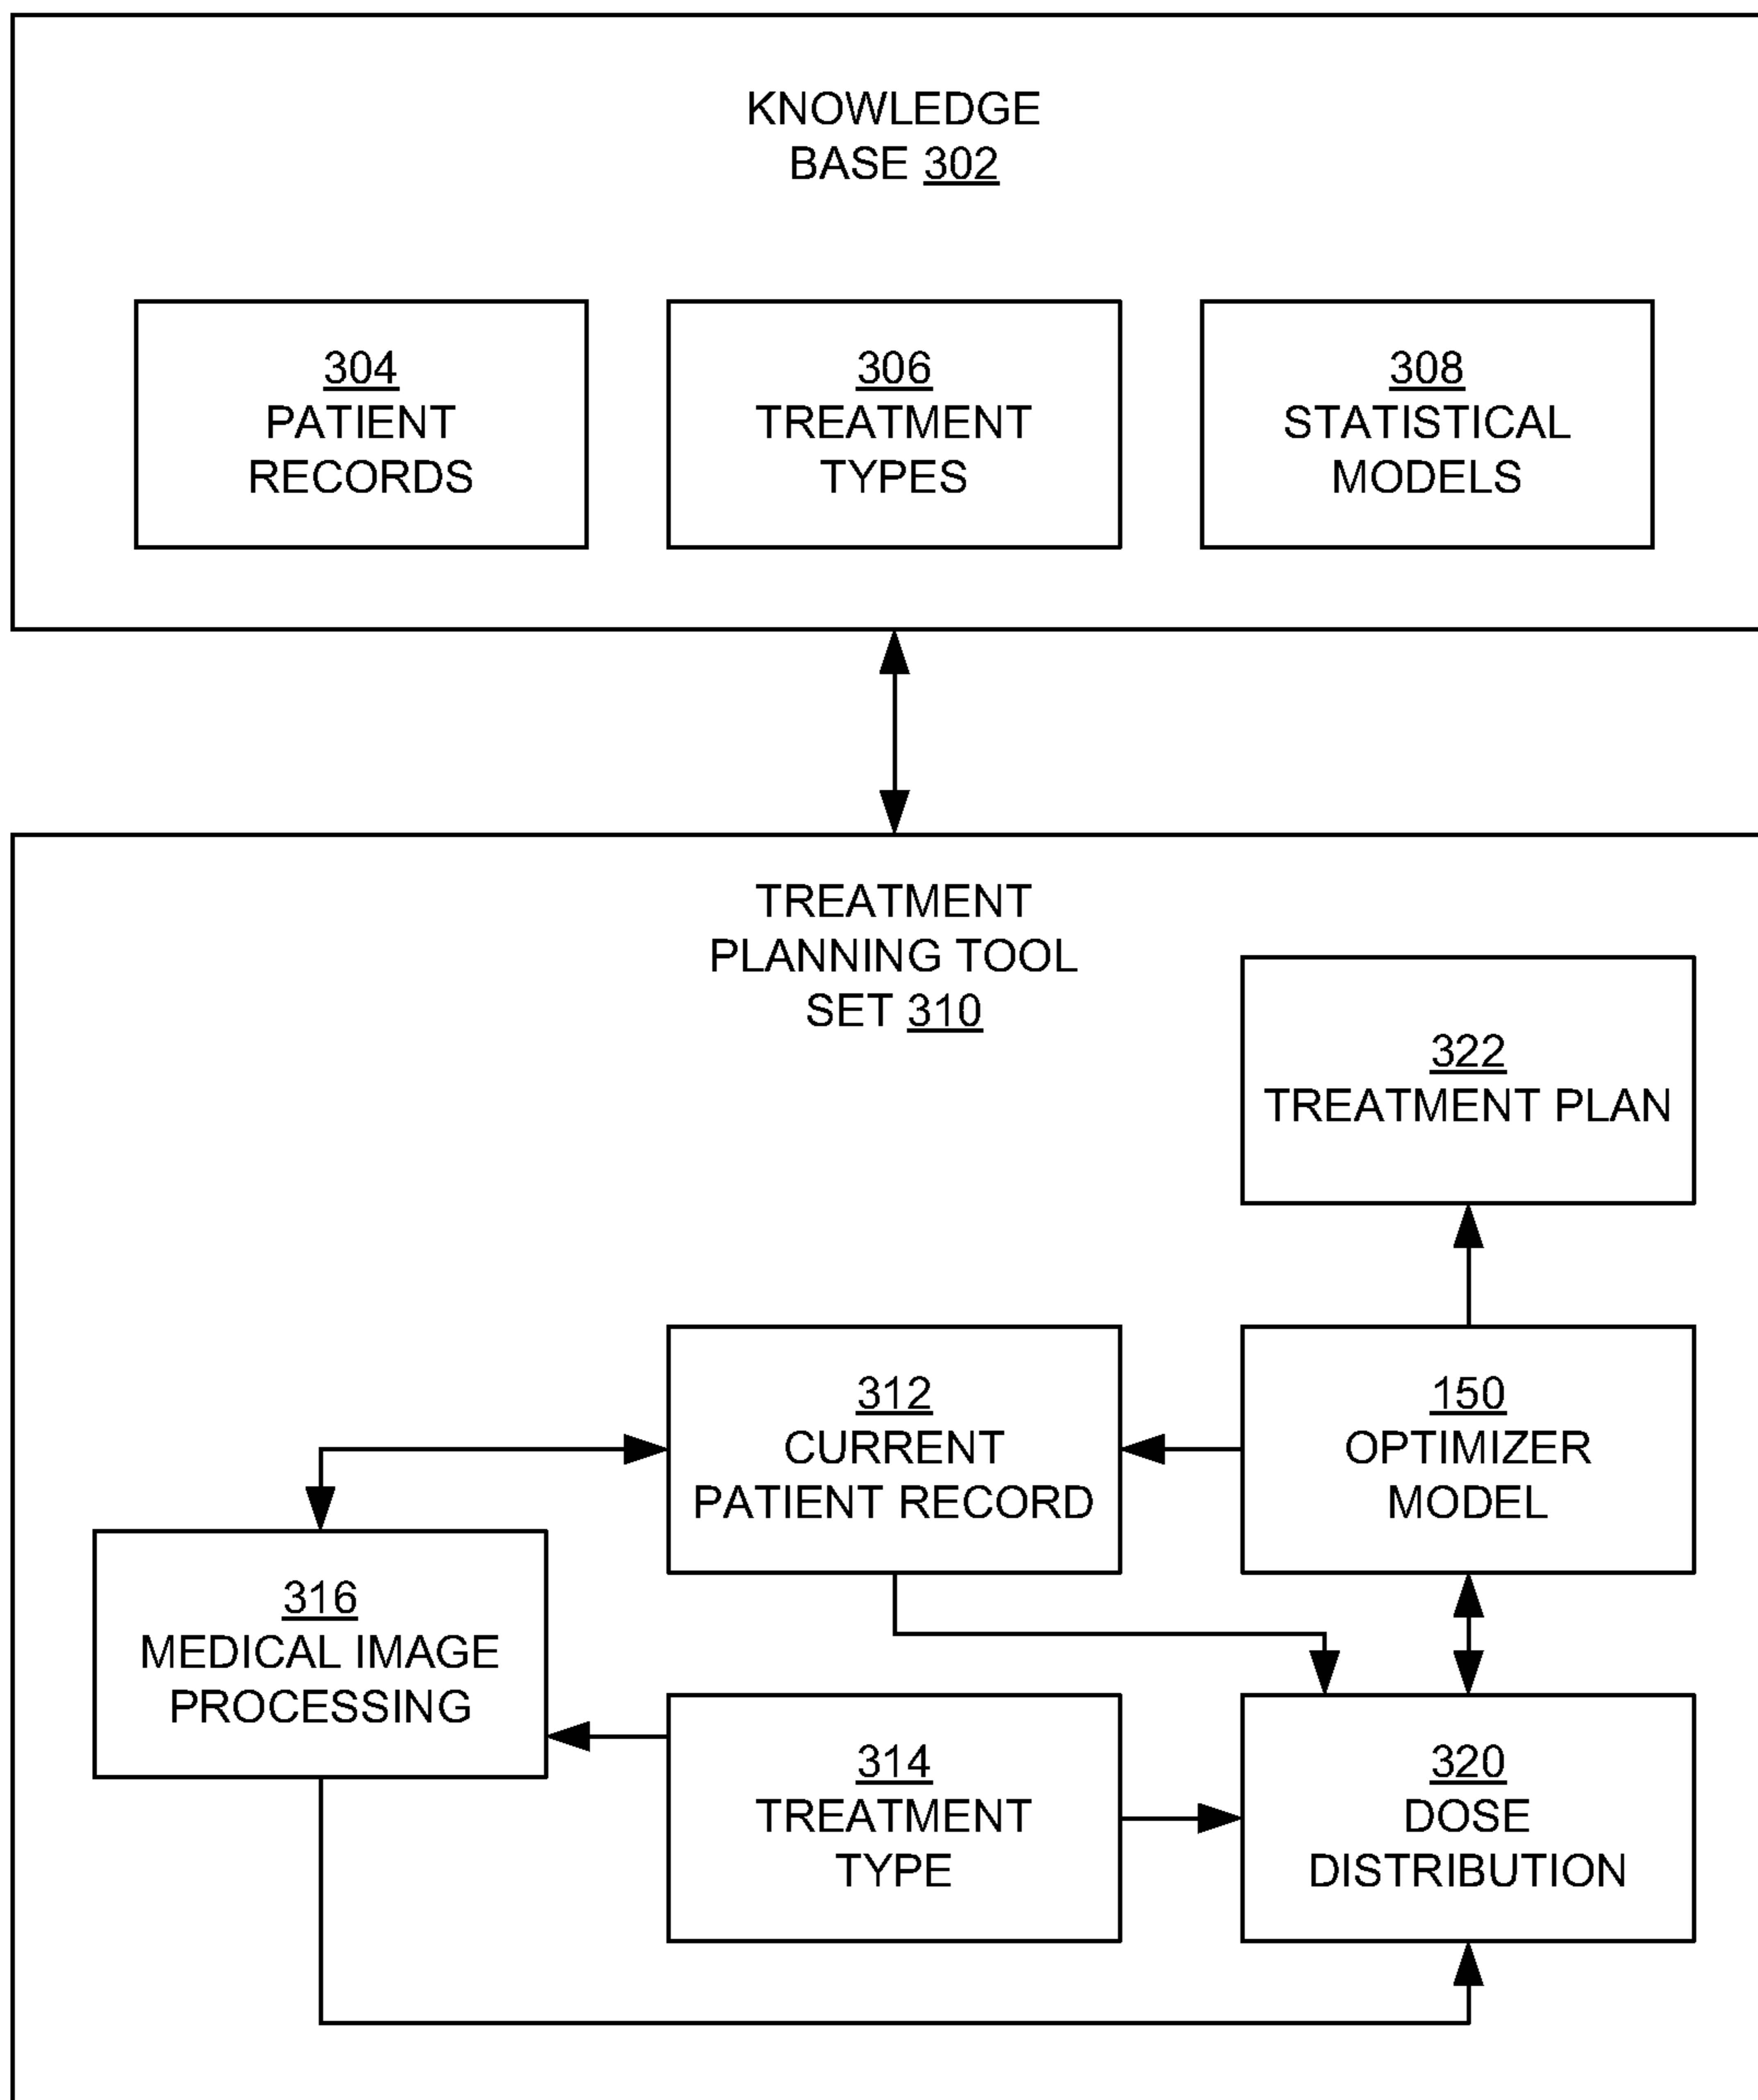 KNOWLEDGE
BASE 302
304
PATIENT
RECORDS
306
TREATMENT
TYPES
308
STATISTICAL
MODELS
TREATMENT
PLANNING TOOL
SET 310
322
TREATMENT PLAN
312
CURRENT
PATIENT RECORD
150
OPTIMIZER
MODEL
316
MEDICAL IMAGE
PROCESSING
314
TREATMENT
TYPE
320
DOSE
DISTRIBUTION